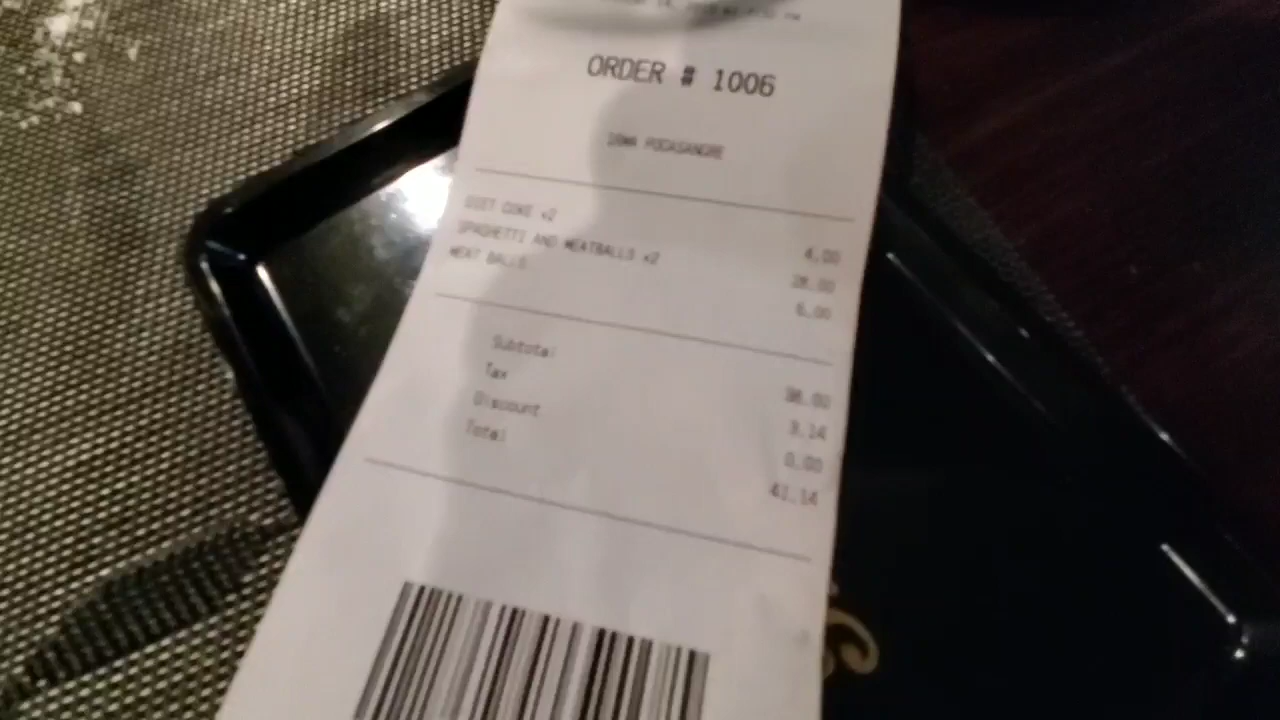 ORDER # 1006
DIET COKE x2
4.00
SPAGHETTI AND MEATBALLS x2
28.00
MEAT BALLS
6.00
Subtotal
38.00
Tax
3.14
Discount
0.00
Total
41.14